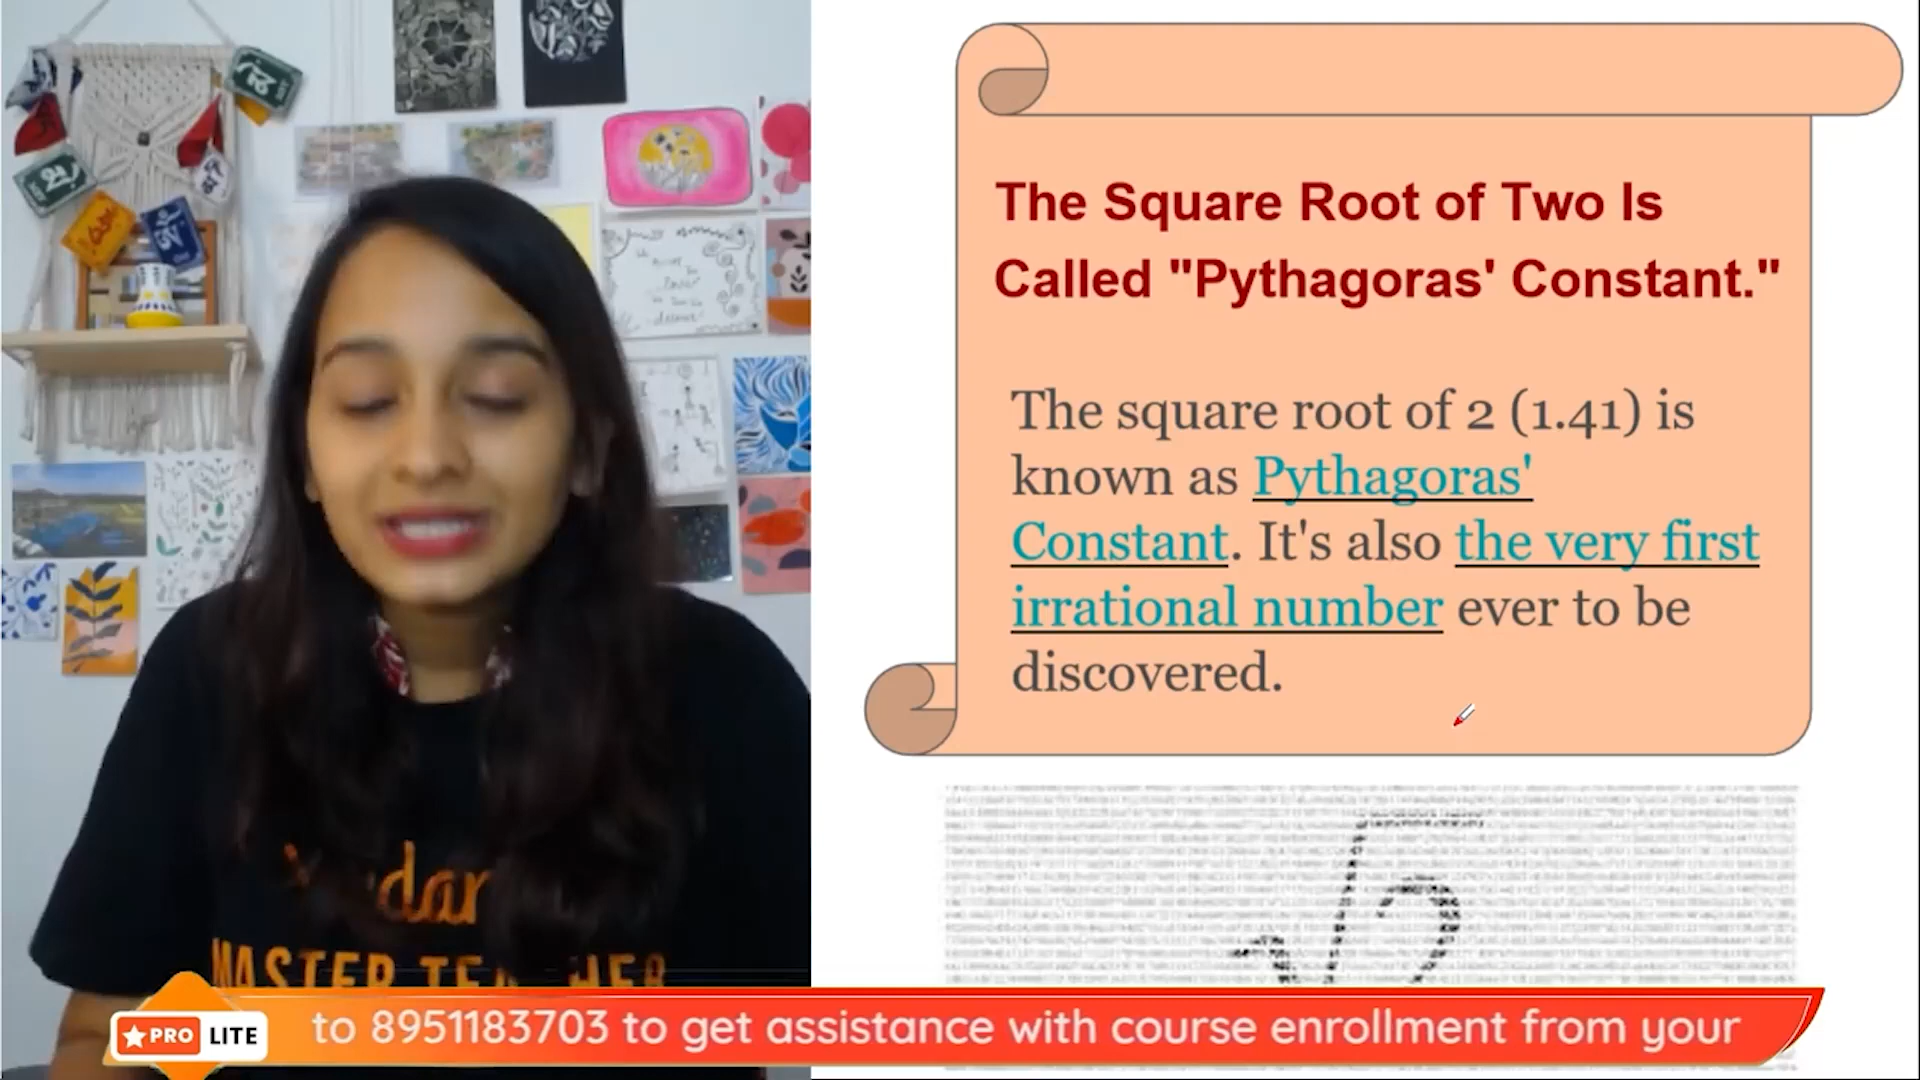 The Square Root of Two Is
Called "Pythagoras' Constant."
The square root of 2 (1.41) is
known as Pythagoras'
Constant. It's also the very first
irrational number ever to be
discovered.
MASTER TEACHER
PRO LITE
to 8951183703 to get assistance with course enrollment from your